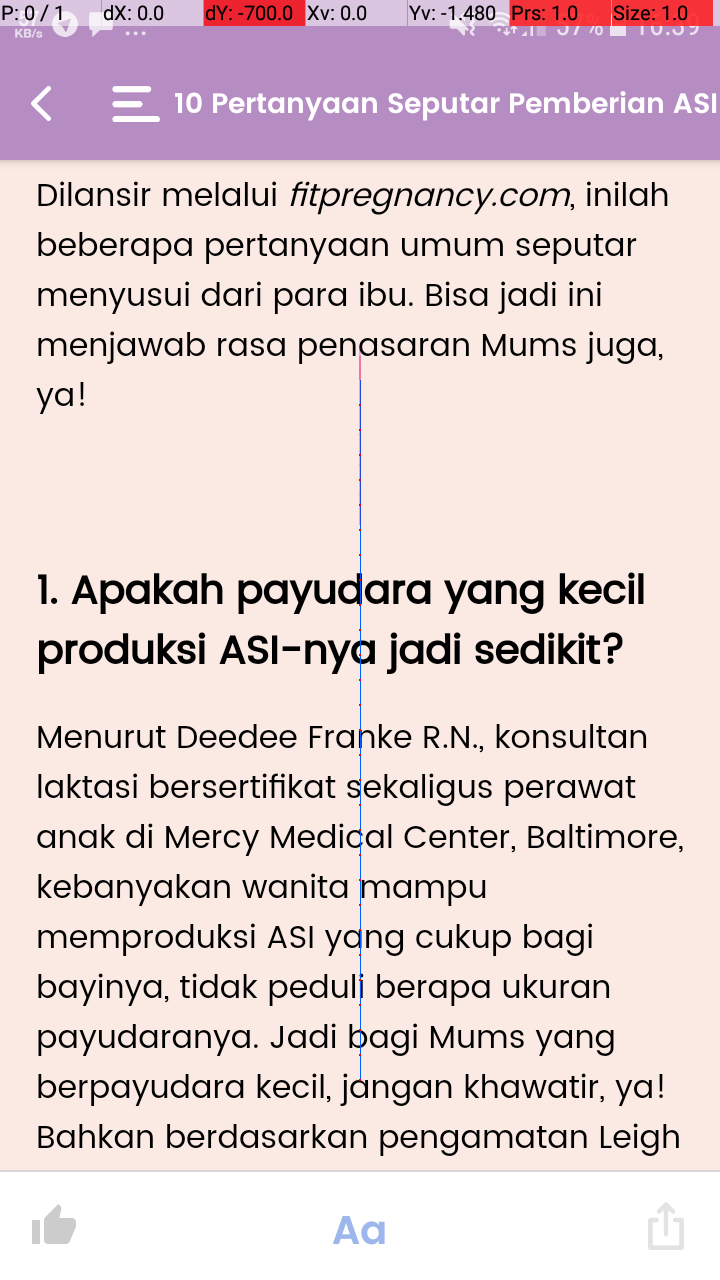 P: 0 / 1 dX: 0.0 dY: -700.0 Xv: 0.0 Yv: -1.480 Prs: 1.0 Size: 1.0
KB/s 57% 16.59
10 Pertanyaan Seputar Pemberian ASI
Dilansir melalui fitpregnancy.com, inilah
beberapa pertanyaan umum seputar
menyusui dari para ibu. Bisa jadi ini
menjawab rasa penasaran Mums juga,
ya!
1. Apakah payudara yang kecil
produksi ASI-nya jadi sedikit?
Menurut Deedee Franke R.N., konsultan
laktasi bersertifikat sekaligus perawat
anak di Mercy Medical Center, Baltimore,
kebanyakan wanita mampu
memproduksi ASI yang cukup bagi
bayinya, tidak peduli berapa ukuran
payudaranya. Jadi bagi Mums yang
berpayudara kecil, jangan khawatir, ya!
Bahkan berdasarkan pengamatan Leigh
Aa